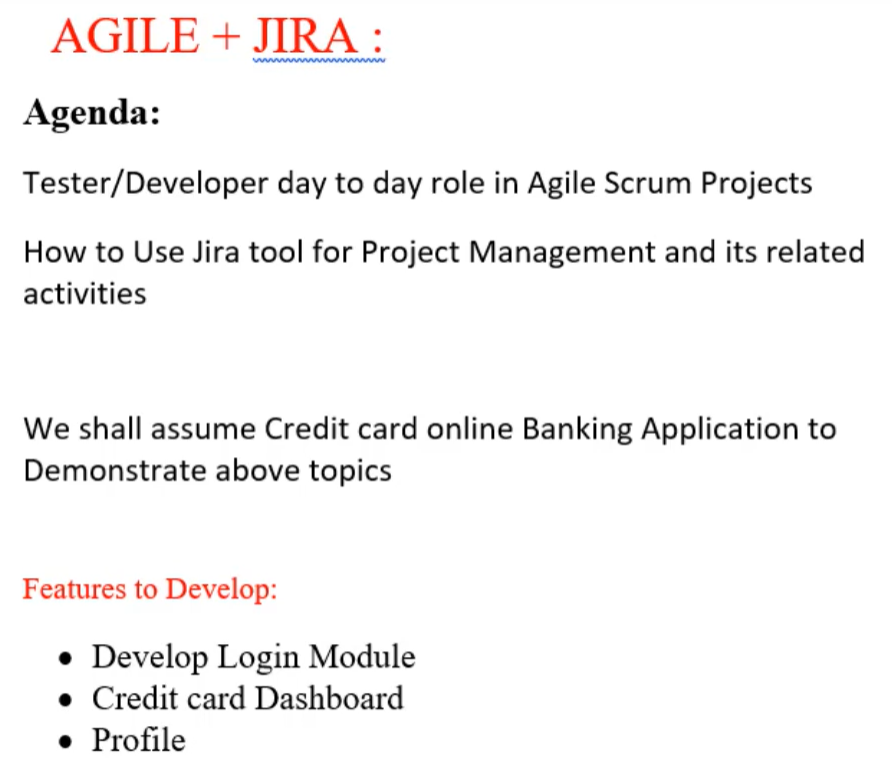 AGILE + JIRA :
Agenda:
Tester/Developer day to day role in Agile Scrum Projects
How to Use Jira tool for Project Management and its related
activities
We shall assume Credit card online Banking Application to
Demonstrate above topics
Features to Develop:
• Develop Login Module
• Credit card Dashboard
• Profile